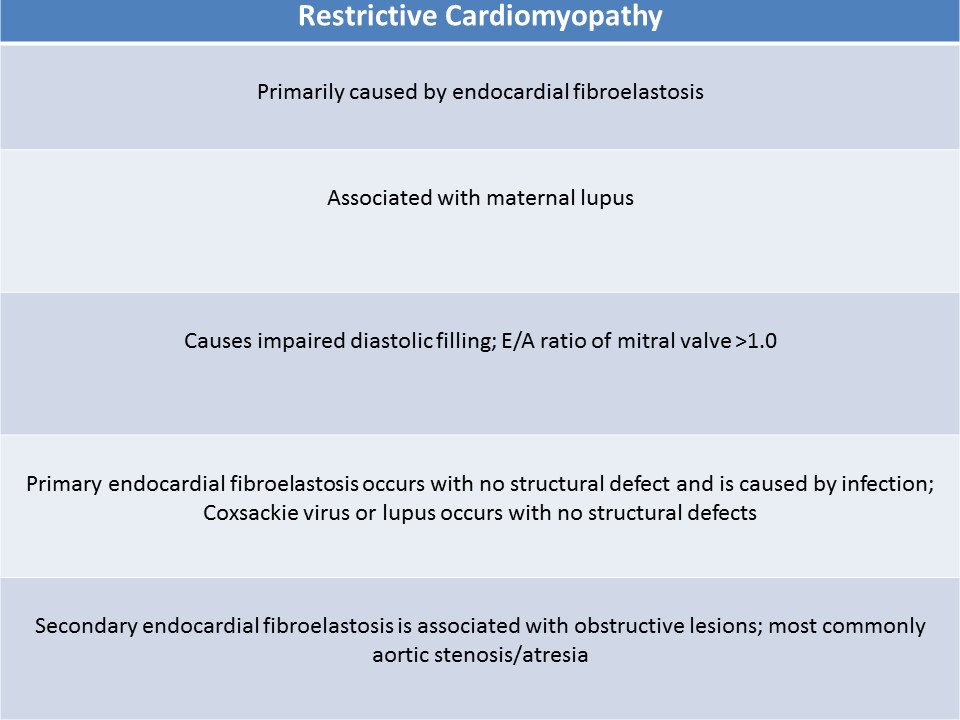 Restrictive Cardiomyopathy
Primarily caused by endocardial fibroelastosis
Associated with maternal lupus
Causes impaired diastolic filling; E/A ratio of mitral valve >1.0
Primary endocardial fibroelastosis occurs with no structural defect and is caused by infection;
Coxsackie virus or lupus occurs with no structural defects
Secondary endocardial fibroelastosis is associated with obstructive lesions; most commonly
aortic stenosis/atresia